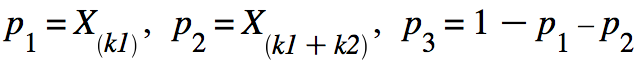 p₁ = X₍ₖ₁₎, p₂ = X₍ₖ₁ ₊ ₖ₂₎, p₃ = 1 − p₁ − p₂